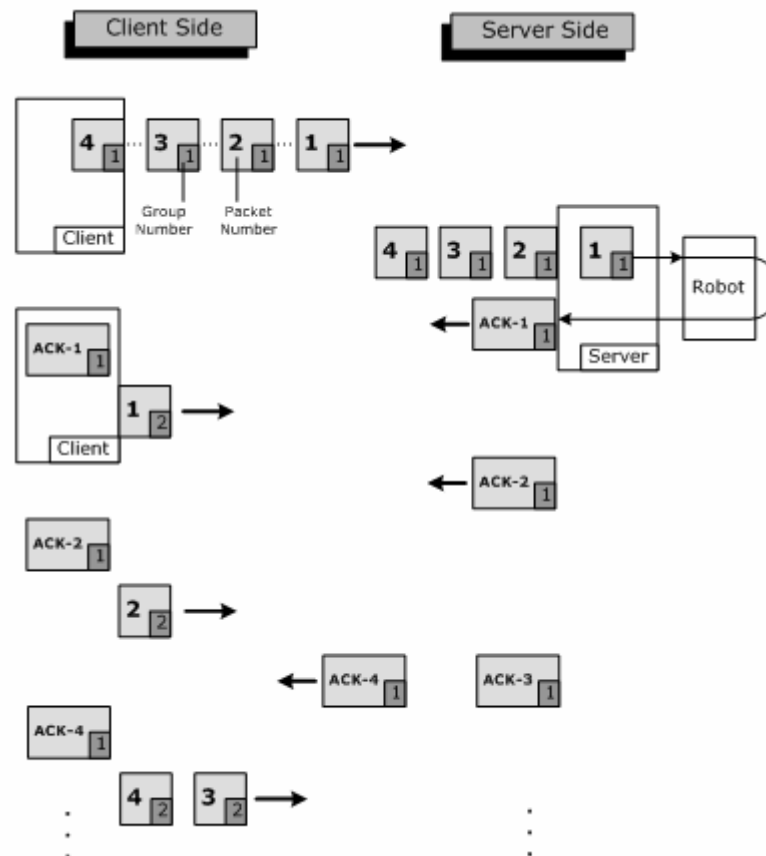 Client Side
Server Side
4 1 3 1 2 1 1 1
Group
Number
Packet
Number
Client
4 1 3 1 2 1 1 1
Robot
ACK-1 1
Server
ACK-1 1
1 2
Client
ACK-2 1
ACK-2 1
2 2
ACK-4 1 ACK-3 1
ACK-4 1
4 2 3 2